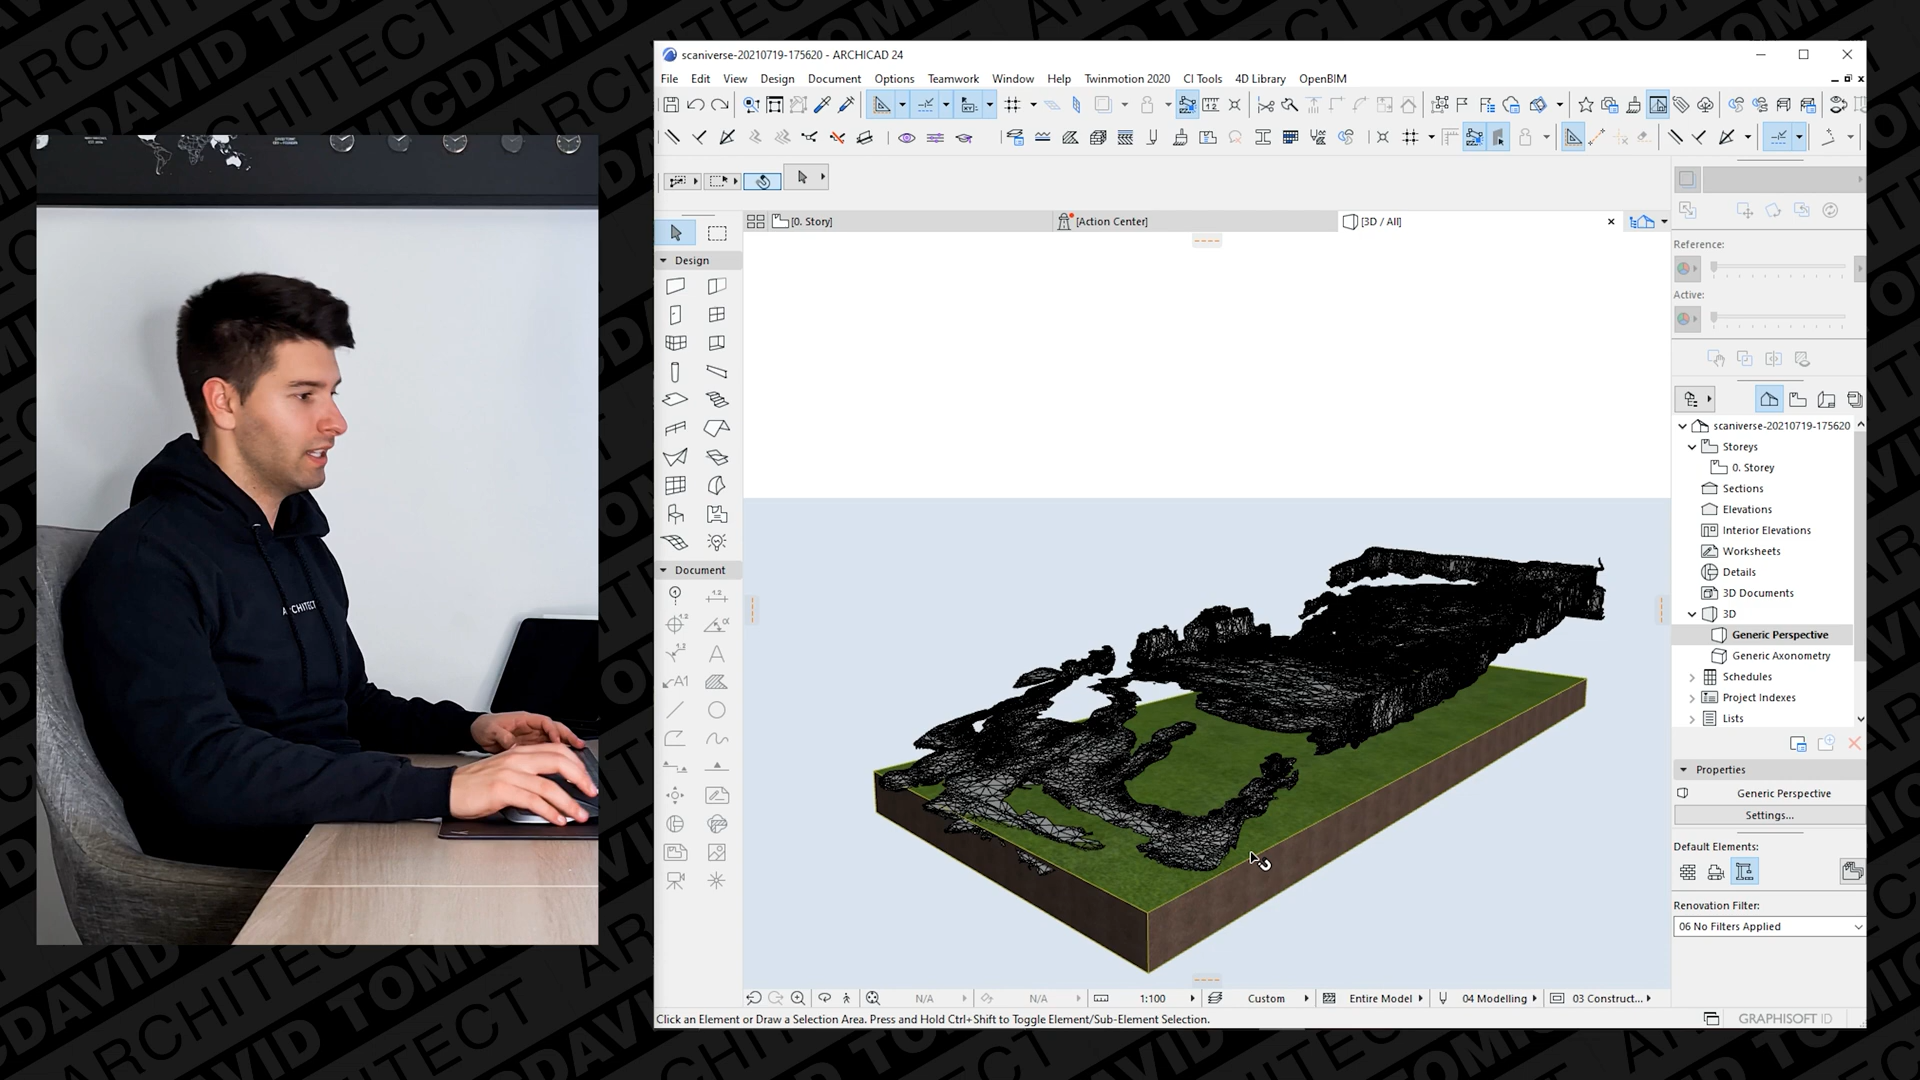 scaniverse-20210719-175620 - ARCHICAD 24
File Edit View Design Document Options Teamwork Window Help Twinmotion 2020 CI Tools 4D Library OpenBIM
[0. Story]
[Action Center]
[3D / All]
Design
Document
Reference:
Active:
scaniverse-20210719-175620
Storeys
0. Storey
Sections
Elevations
Interior Elevations
Worksheets
Details
3D Documents
3D
Generic Perspective
Generic Axonometry
Schedules
Project Indexes
Lists
Properties
Generic Perspective
Settings...
Default Elements:
Renovation Filter:
06 No Filters Applied
N/A N/A 1:100 Custom Entire Model 04 Modelling 03 Construct...
Click an Element or Draw a Selection Area. Press and Hold Ctrl+Shift to Toggle Element/Sub-Element Selection.
GRAPHISOFT ID
ARCHITECT
DAVID TOMIC
ARCHITECT